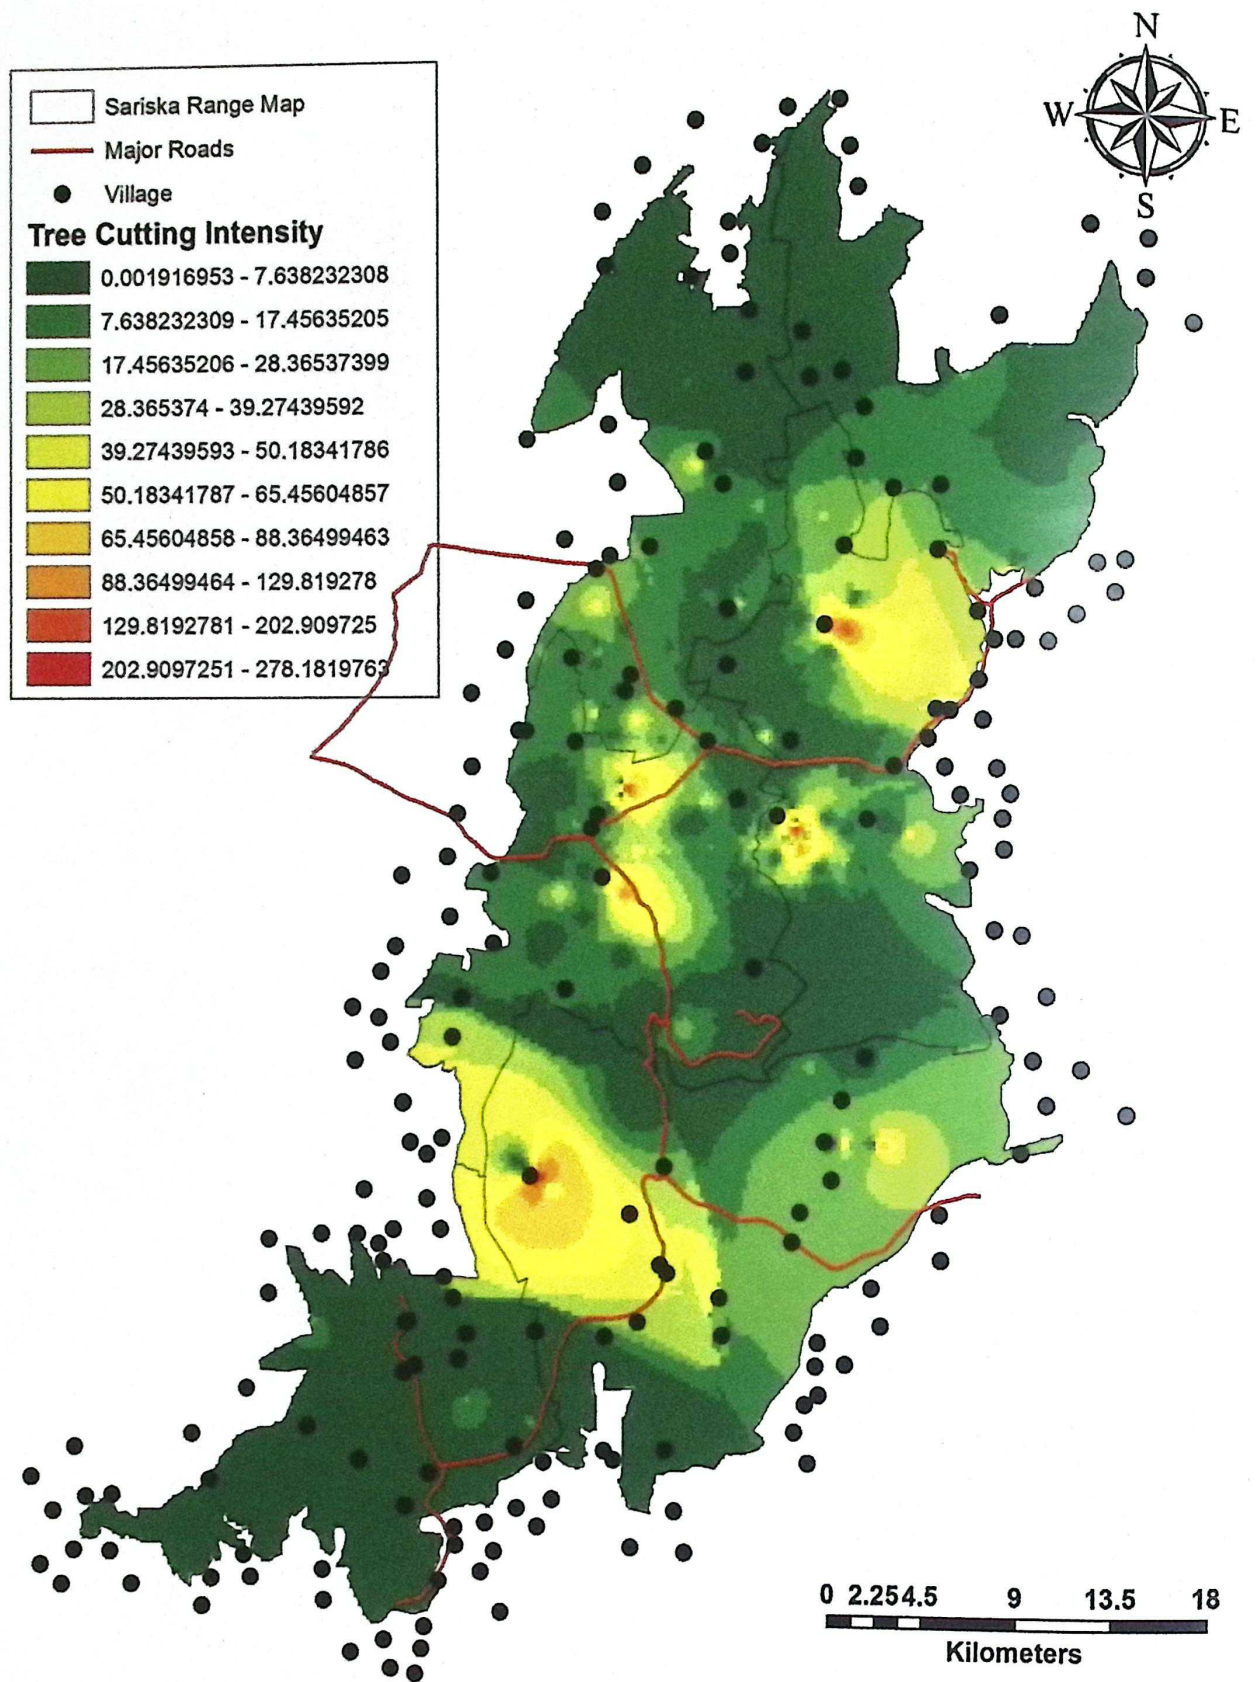 N
W E
S
Sariska Range Map
Major Roads
Village
Tree Cutting Intensity
0.001916953 - 7.638232308
7.638232309 - 17.45635205
17.45635206 - 28.36537399
28.365374 - 39.27439592
39.27439593 - 50.18341786
50.18341787 - 65.45604857
65.45604858 - 88.36499463
88.36499464 - 129.819278
129.8192781 - 202.909725
202.9097251 - 278.1819763
0 2.25 4.5 9 13.5 18
Kilometers